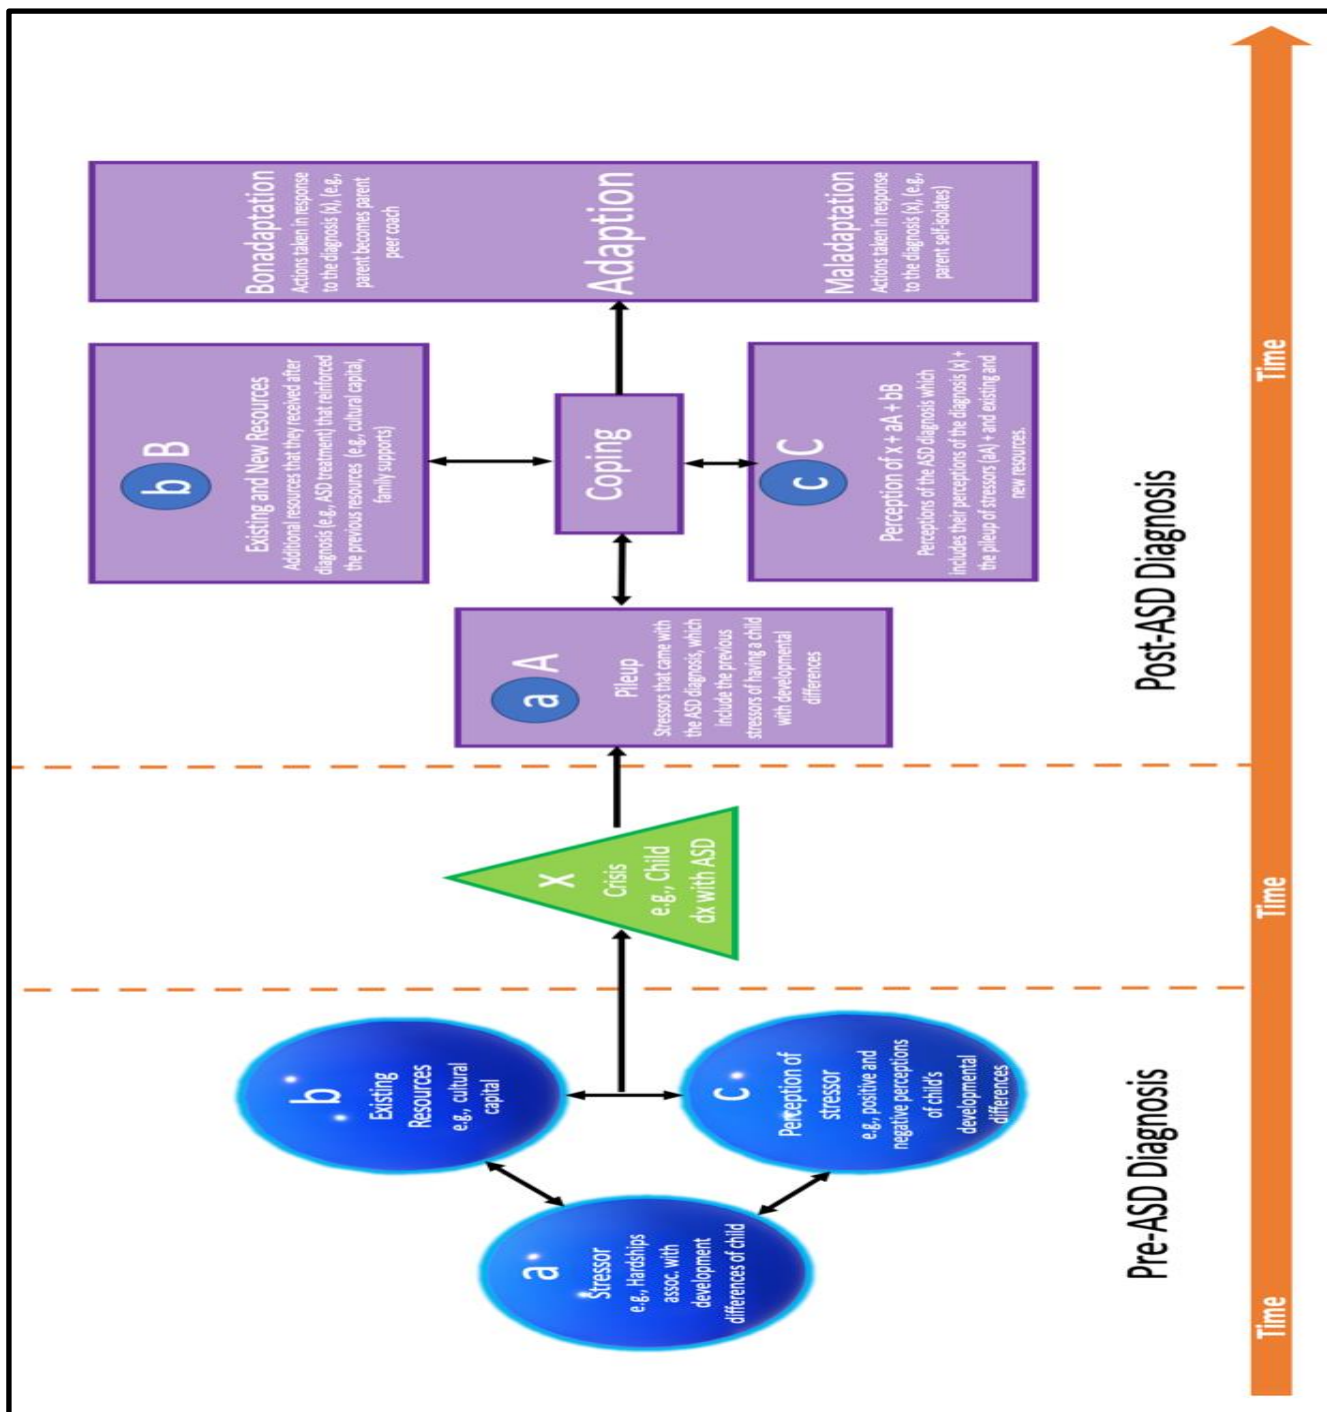 a
Stressor
e.g., Hardships
assoc. with
development
differences of child
b
Existing
Resources
e.g., cultural
capital
c
Perception of
stressor
e.g., positive and
negative perceptions
of child's
developmental
differences
Pre-ASD Diagnosis
X
Crisis
e.g., Child
dx with ASD
a A
Pileup
Stressors that came with
the ASD diagnosis, which
include the previous
stressors of having a child
with developmental
differences
b B
Existing and New Resources
Additional resources that they received after
diagnosis (e.g., ASD treatment) that reinforced
the previous resources (e.g., cultural capital,
family supports)
Coping
c C
Perception of x + aA + bB
Perceptions of the ASD diagnosis which
includes their perceptions of the diagnosis (x) +
the pileup of stressors (aA) + and existing and
new resources.
Bonadaptation
Actions taken in response
to the diagnosis (x), (e.g.,
parent becomes parent
peer coach
Adaption
Maladaptation
Actions taken in response
to the diagnosis (x), (e.g.,
parent self-isolates)
Post-ASD Diagnosis
Time
Time
Time